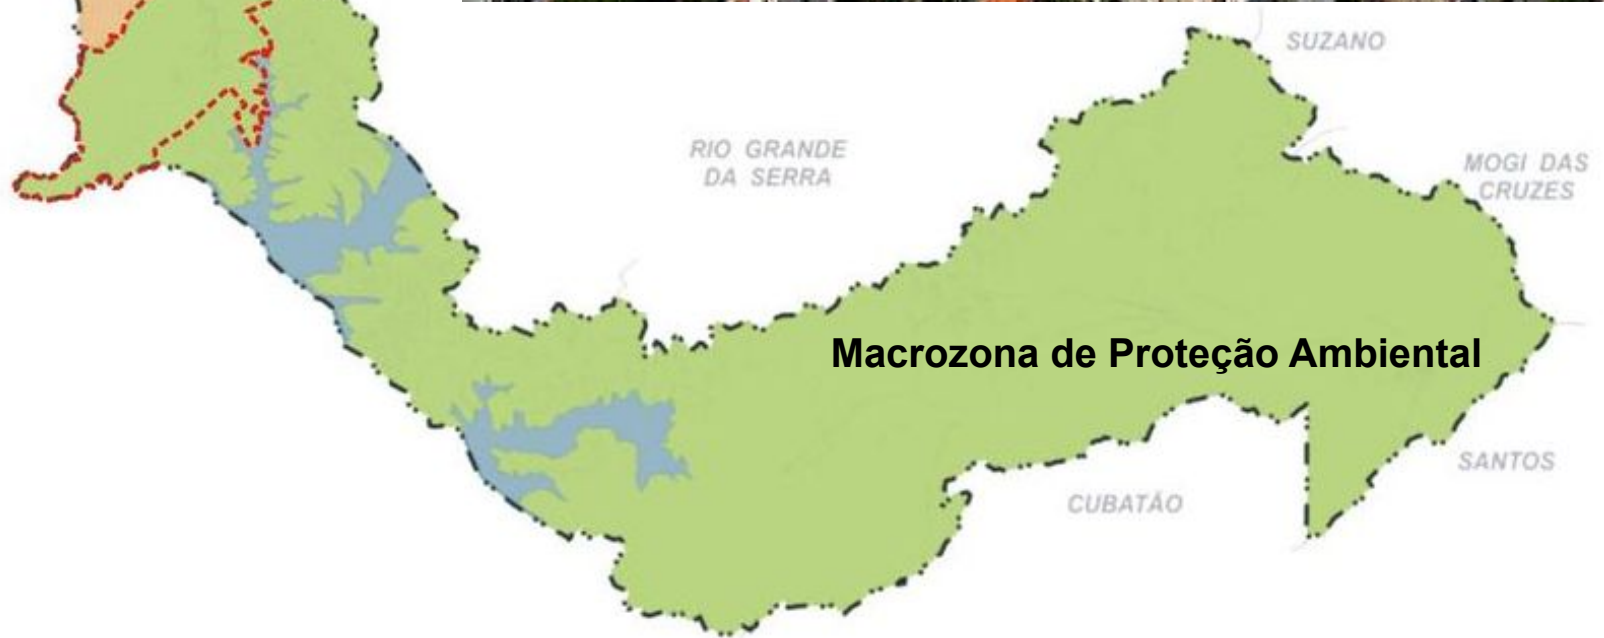 SUZANO
RIO GRANDE
DA SERRA
MOGI DAS
CRUZES
Macrozona de Proteção Ambiental
SANTOS
CUBATÃO